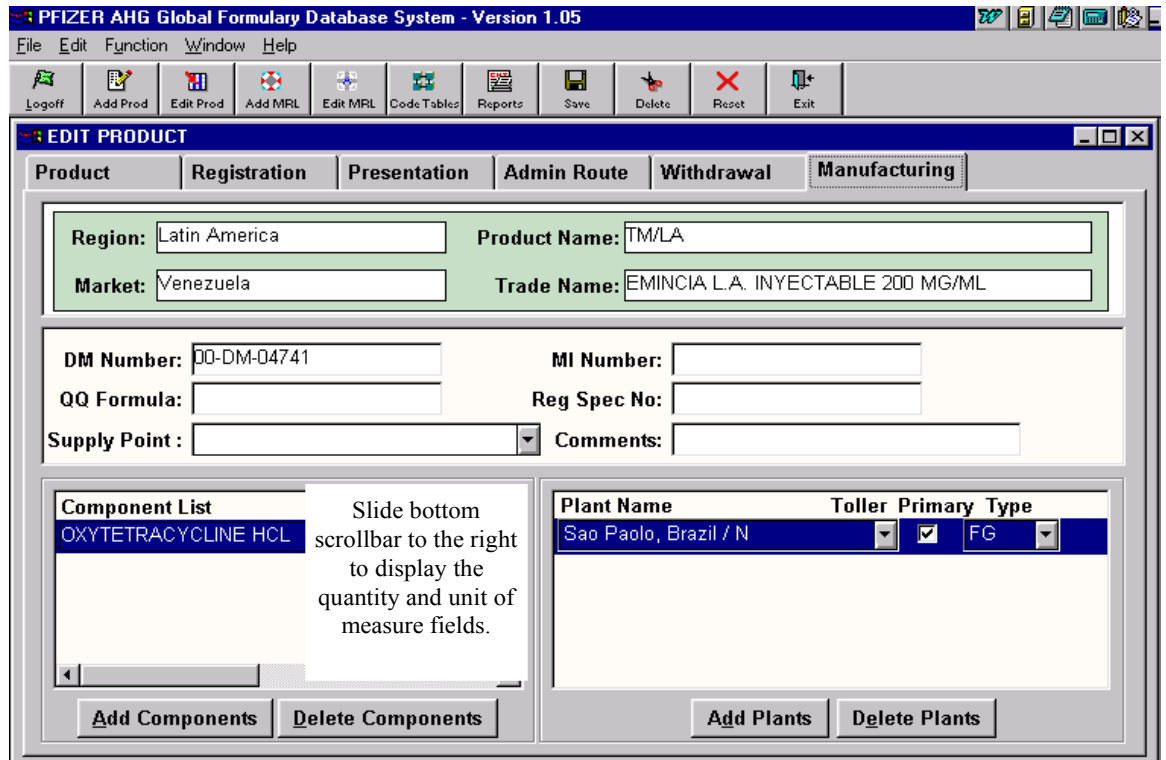 PFIZER AHG Global Formulary Database System - Version 1.05
File Edit Function Window Help
Logoff Add Prod Edit Prod Add MRL Edit MRL Code Tables Reports Save Delete Reset Exit
EDIT PRODUCT
Product Registration Presentation Admin Route Withdrawal Manufacturing
Region: Latin America Product Name: TM/LA
Market: Venezuela Trade Name: EMINCIA L.A. INYECTABLE 200 MG/ML
DM Number: 00-DM-04741 MI Number:
QQ Formula: Reg Spec No:
Supply Point : Comments:
Component List
OXYTETRACYCLINE HCL
Slide bottom
scrollbar to the right
to display the
quantity and unit of
measure fields.
Plant Name Toller Primary Type
Sao Paolo, Brazil / N FG
Add Components Delete Components Add Plants Delete Plants